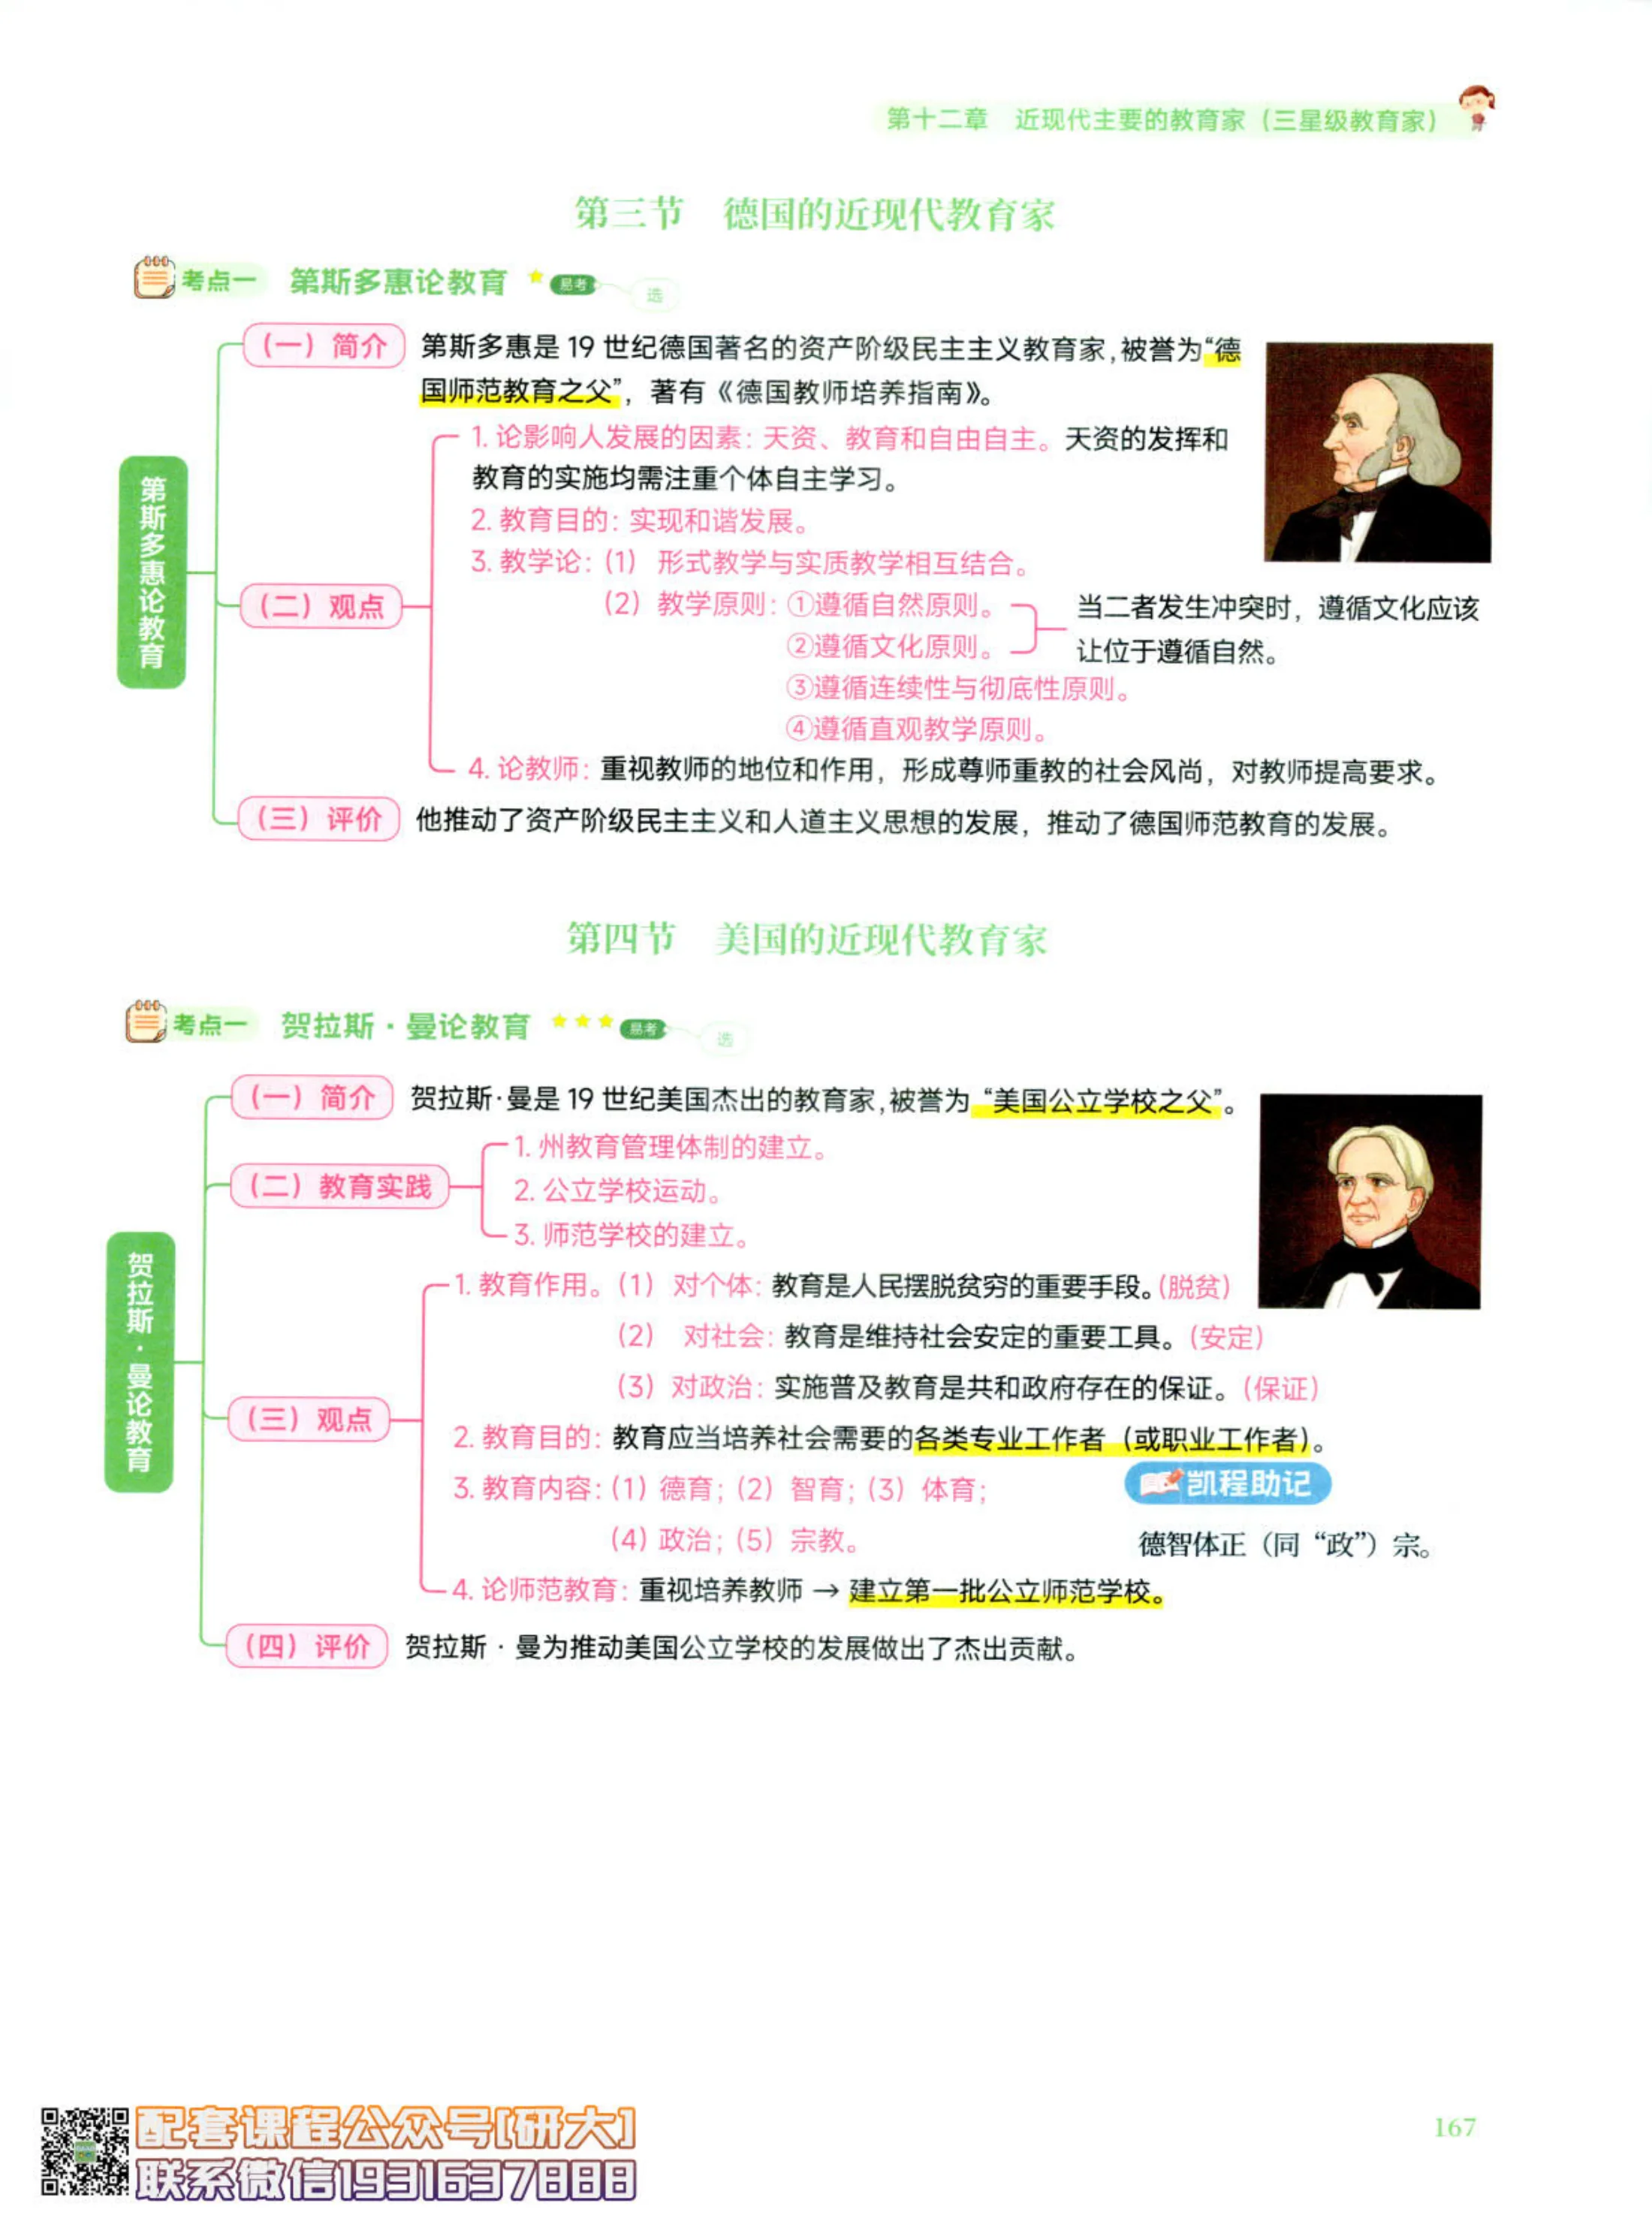 第十二章 近现代主要的教育家（三星级教育家）
第三节 德国的近现代教育家
考点一 第斯多惠论教育 易考 选
第斯多惠论教育
（一）简介 第斯多惠是 19 世纪德国著名的资产阶级民主主义教育家，被誉为“德
国师范教育之父”，著有《德国教师培养指南》。
1. 论影响人发展的因素：天资、教育和自由自主。天资的发挥和
教育的实施均需注重个体自主学习。
2. 教育目的：实现和谐发展。
3. 教学论：（1）形式教学与实质教学相互结合。
（二）观点
（2）教学原则：①遵循自然原则。
②遵循文化原则。
当二者发生冲突时，遵循文化应该
让位于遵循自然。
③遵循连续性与彻底性原则。
④遵循直观教学原则。
4. 论教师：重视教师的地位和作用，形成尊师重教的社会风尚，对教师提高要求。
（三）评价 他推动了资产阶级民主主义和人道主义思想的发展，推动了德国师范教育的发展。
第四节 美国的近现代教育家
考点一 贺拉斯·曼论教育 易考 选
贺拉斯·曼论教育
（一）简介 贺拉斯·曼是 19 世纪美国杰出的教育家，被誉为“美国公立学校之父”。
（二）教育实践
1. 州教育管理体制的建立。
2. 公立学校运动。
3. 师范学校的建立。
（三）观点
1. 教育作用。（1）对个体：教育是人民摆脱贫穷的重要手段。（脱贫）
（2）对社会：教育是维持社会安定的重要工具。（安定）
（3）对政治：实施普及教育是共和政府存在的保证。（保证）
2. 教育目的：教育应当培养社会需要的各类专业工作者（或职业工作者）。
3. 教育内容：（1）德育；（2）智育；（3）体育；
（4）政治；（5）宗教。
凯程助记
德智体正（同“政”）宗。
4. 论师范教育：重视培养教师 → 建立第一批公立师范学校。
（四）评价 贺拉斯·曼为推动美国公立学校的发展做出了杰出贡献。
配套课程公众号[研大]
联系微信1931637888
167